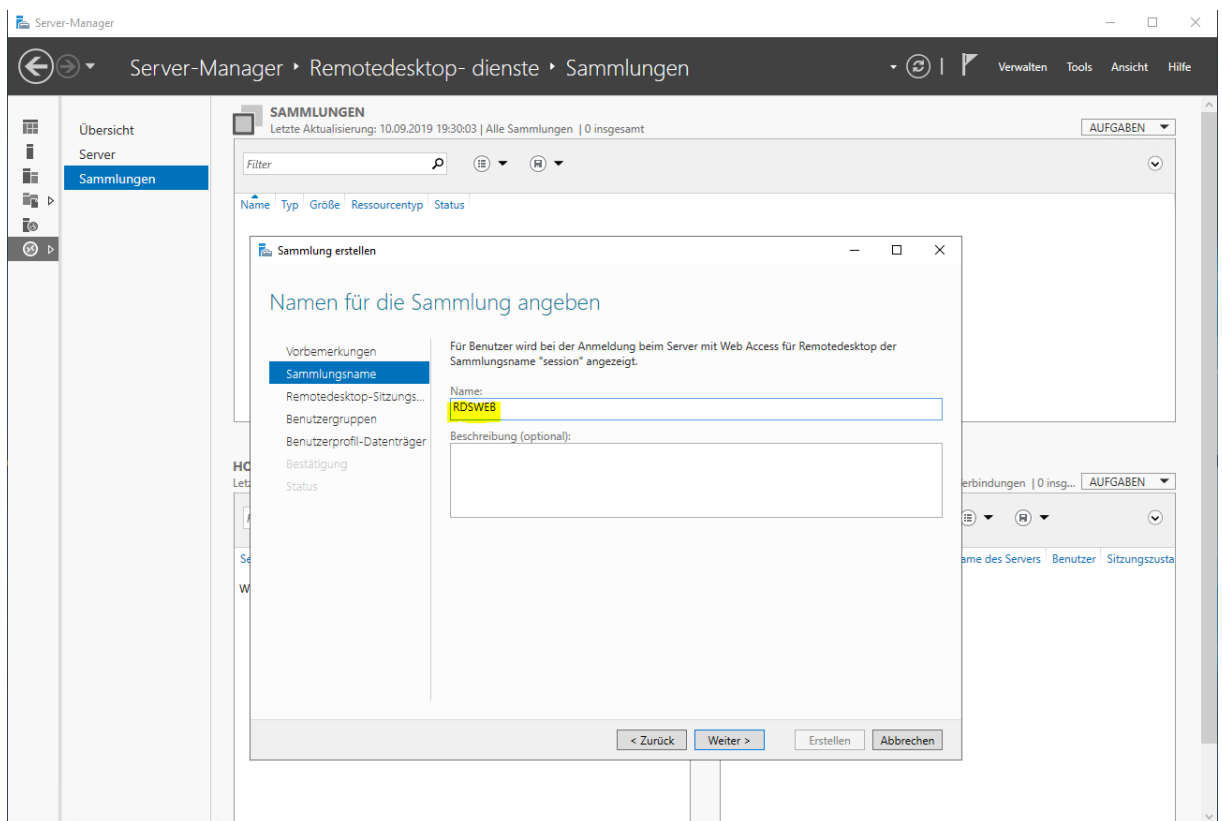 Server-Manager
Server-Manager ‣ Remotedesktop- dienste ‣ Sammlungen
Verwalten Tools Ansicht Hilfe
Übersicht
Server
Sammlungen
SAMMLUNGEN
Letzte Aktualisierung: 10.09.2019 19:30:03 | Alle Sammlungen | 0 insgesamt
AUFGABEN
Filter
Name Typ Größe Ressourcentyp Status
Sammlung erstellen
Namen für die Sammlung angeben
Vorbemerkungen
Sammlungsname
Remotedesktop-Sitzungs...
Benutzergruppen
Benutzerprofil-Datenträger
Bestätigung
Status
Für Benutzer wird bei der Anmeldung beim Server mit Web Access für Remotedesktop der
Sammlungsname "session" angezeigt.
Name:
RDSWEB
Beschreibung (optional):
< Zurück
Weiter >
Erstellen
Abbrechen
HO
Let
Se
W
erbindungen | 0 insg...
AUFGABEN
ame des Servers Benutzer Sitzungszusta